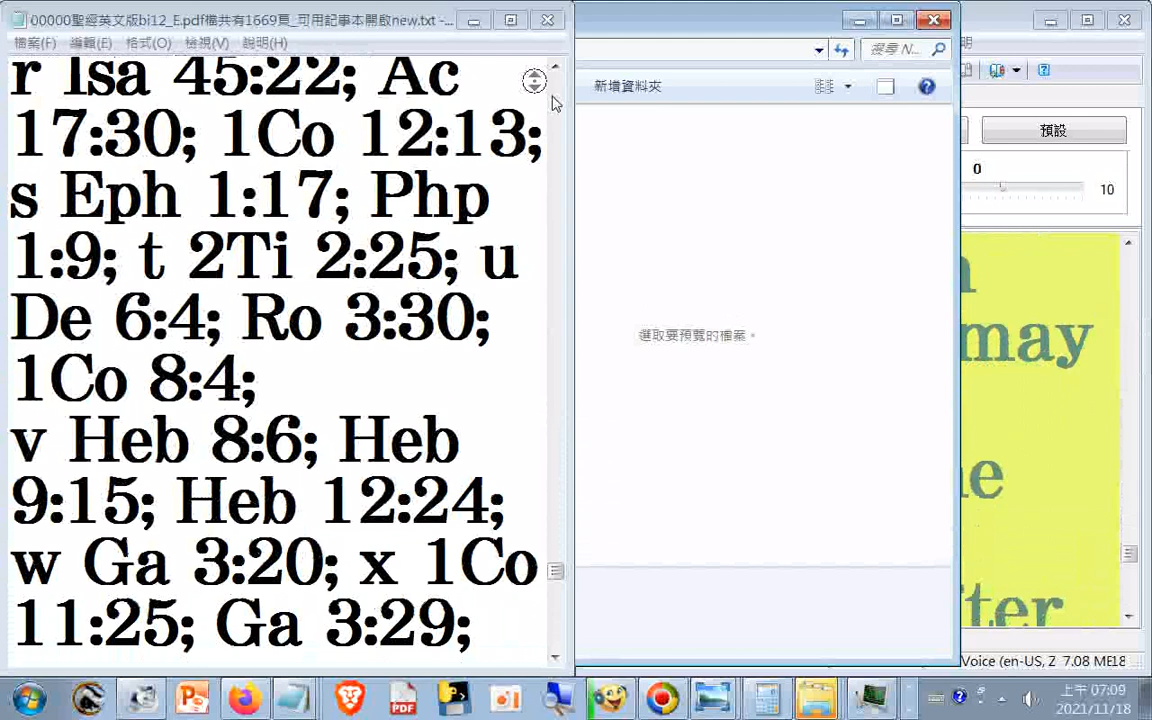 00000聖經英文版bi12_E.pdf檔共有1669頁_可用記事本開啟new.txt -...
檔案(F) 編輯(E) 格式(O) 檢視(V) 說明(H)
r Isa 45:22; Ac
17:30; 1Co 12:13;
s Eph 1:17; Php
1:9; t 2Ti 2:25; u
De 6:4; Ro 3:30;
1Co 8:4;
v Heb 8:6; Heb
9:15; Heb 12:24;
w Ga 3:20; x 1Co
11:25; Ga 3:29;
搜尋 N...
新增資料夾
選取要預覽的檔案。
明
預設
0
10
may
e
ter
Voice (en-US, Z 7.08 ME18
PDF
上午 07:09
2021/11/18